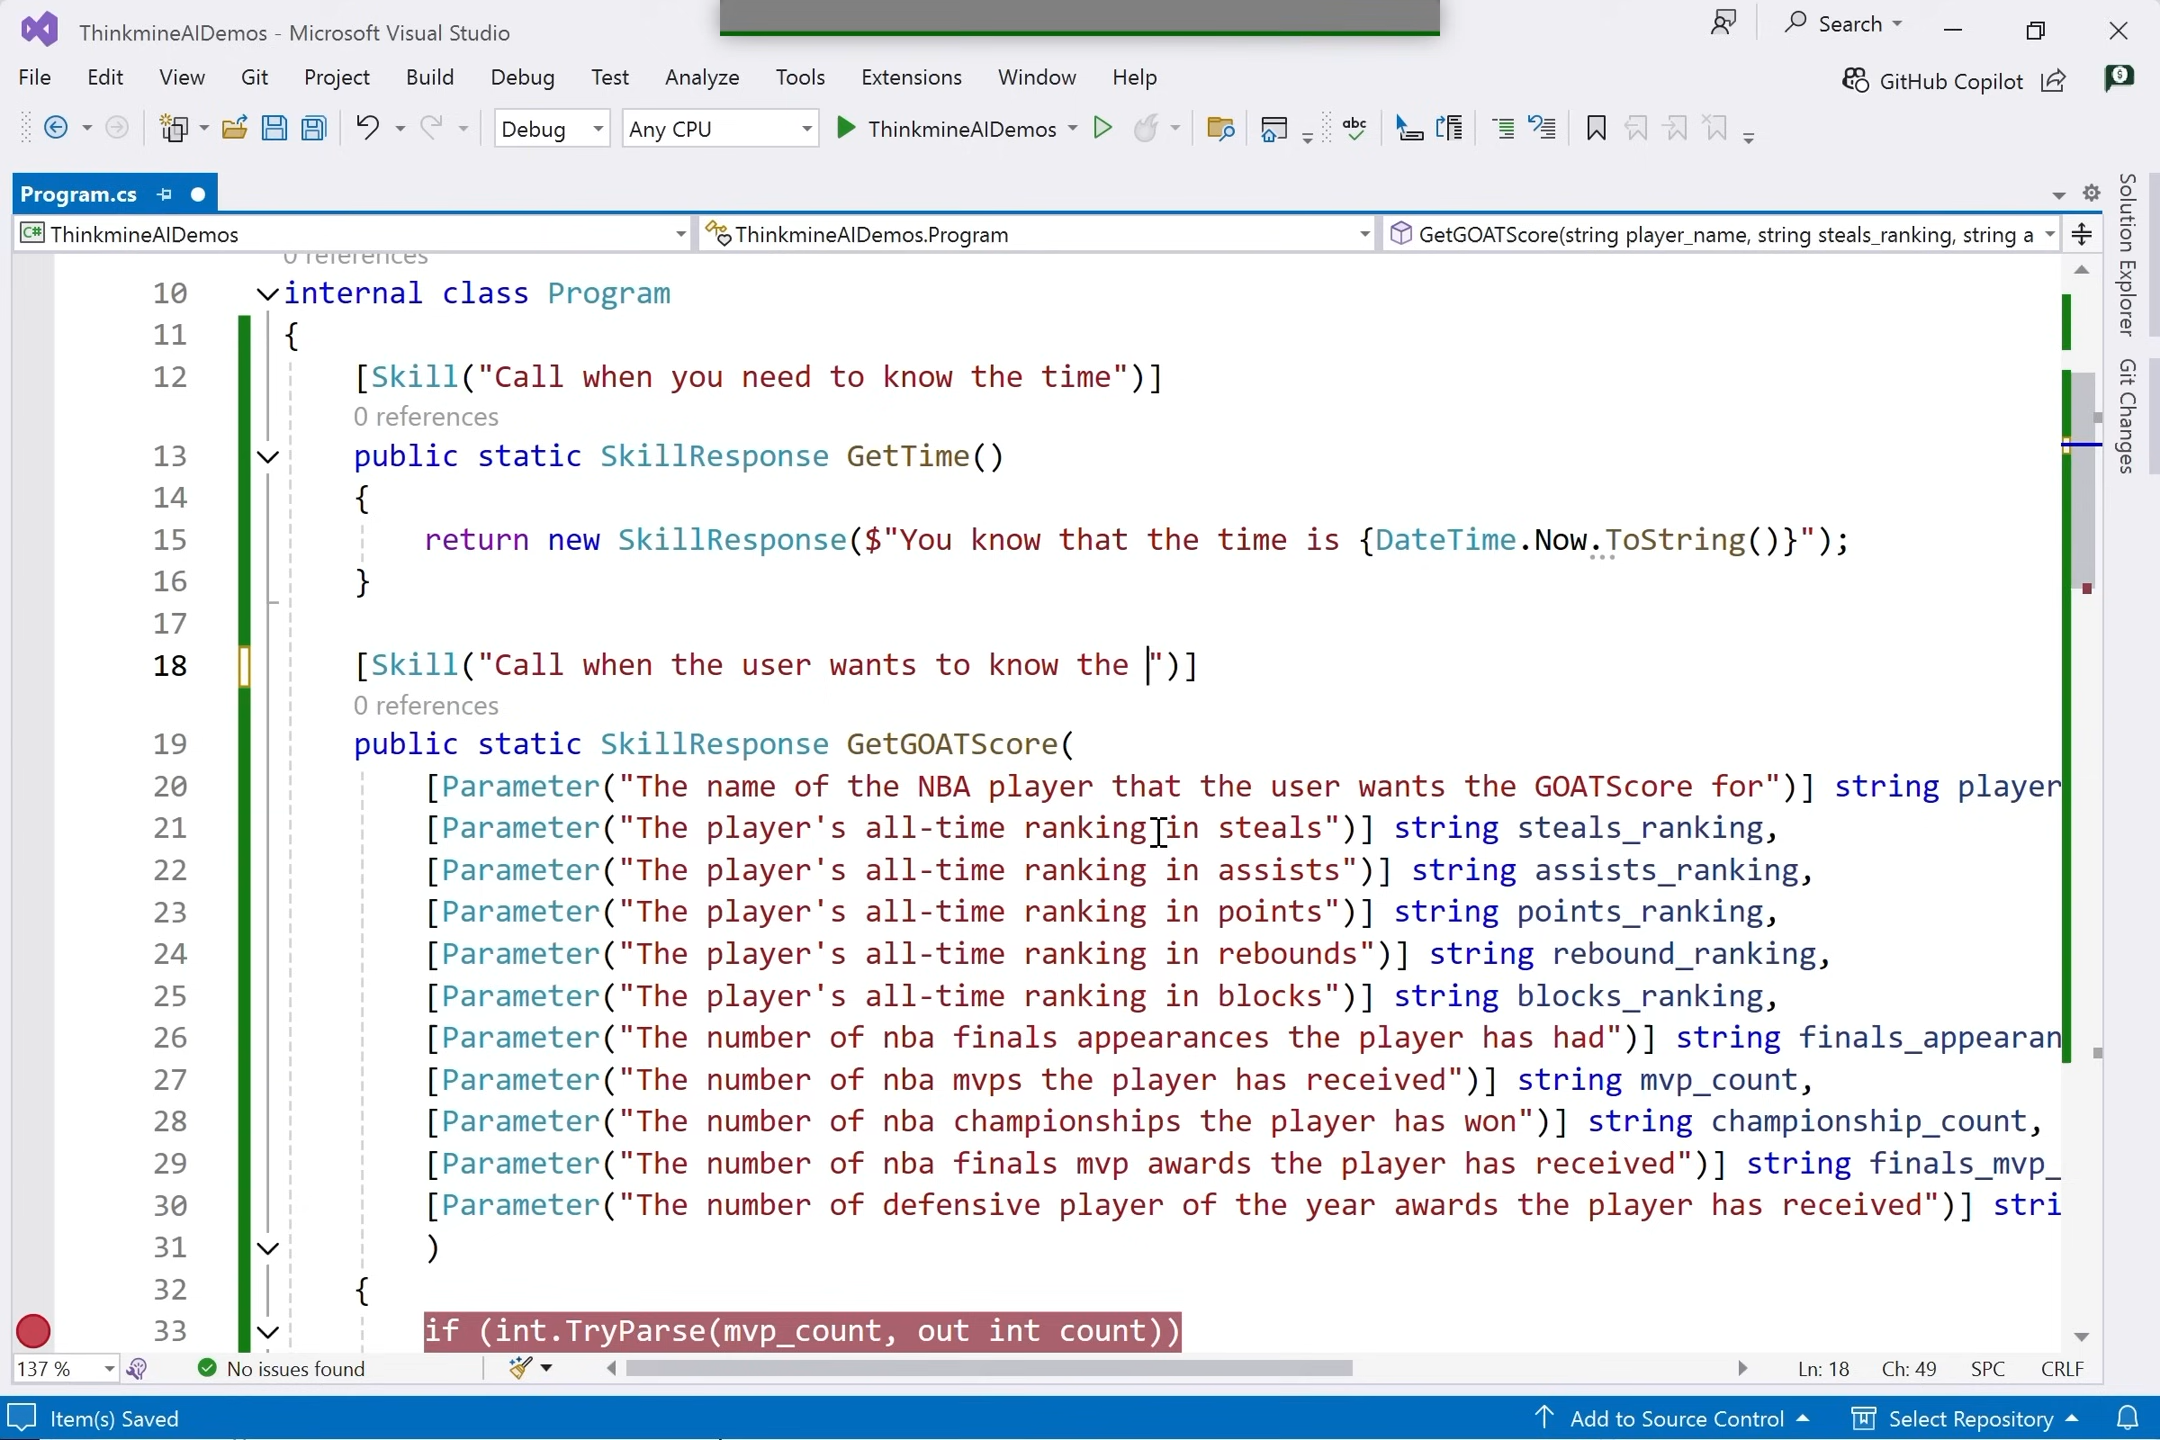 ThinkmineAIDemos - Microsoft Visual Studio
Search
File Edit View Git Project Build Debug Test Analyze Tools Extensions Window Help
GitHub Copilot
Debug Any CPU ThinkmineAIDemos
Program.cs
C# ThinkmineAIDemos ThinkmineAIDemos.Program GetGOATScore(string player_name, string steals_ranking, string a
0 references
10 internal class Program
11 {
12 [Skill("Call when you need to know the time")]
0 references
13 public static SkillResponse GetTime()
14 {
15 return new SkillResponse($"You know that the time is {DateTime.Now.ToString()}");
16 }
17
18 [Skill("Call when the user wants to know the ")]
0 references
19 public static SkillResponse GetGOATScore(
20 [Parameter("The name of the NBA player that the user wants the GOATScore for")] string player
21 [Parameter("The player's all-time ranking in steals")] string steals_ranking,
22 [Parameter("The player's all-time ranking in assists")] string assists_ranking,
23 [Parameter("The player's all-time ranking in points")] string points_ranking,
24 [Parameter("The player's all-time ranking in rebounds")] string rebound_ranking,
25 [Parameter("The player's all-time ranking in blocks")] string blocks_ranking,
26 [Parameter("The number of nba finals appearances the player has had")] string finals_appearan
27 [Parameter("The number of nba mvps the player has received")] string mvp_count,
28 [Parameter("The number of nba championships the player has won")] string championship_count,
29 [Parameter("The number of nba finals mvp awards the player has received")] string finals_mvp_
30 [Parameter("The number of defensive player of the year awards the player has received")] stri
31 )
32 {
33 if (int.TryParse(mvp_count, out int count))
137 % No issues found Ln: 18 Ch: 49 SPC CRLF
Item(s) Saved Add to Source Control Select Repository
Solution Explorer
Git Changes